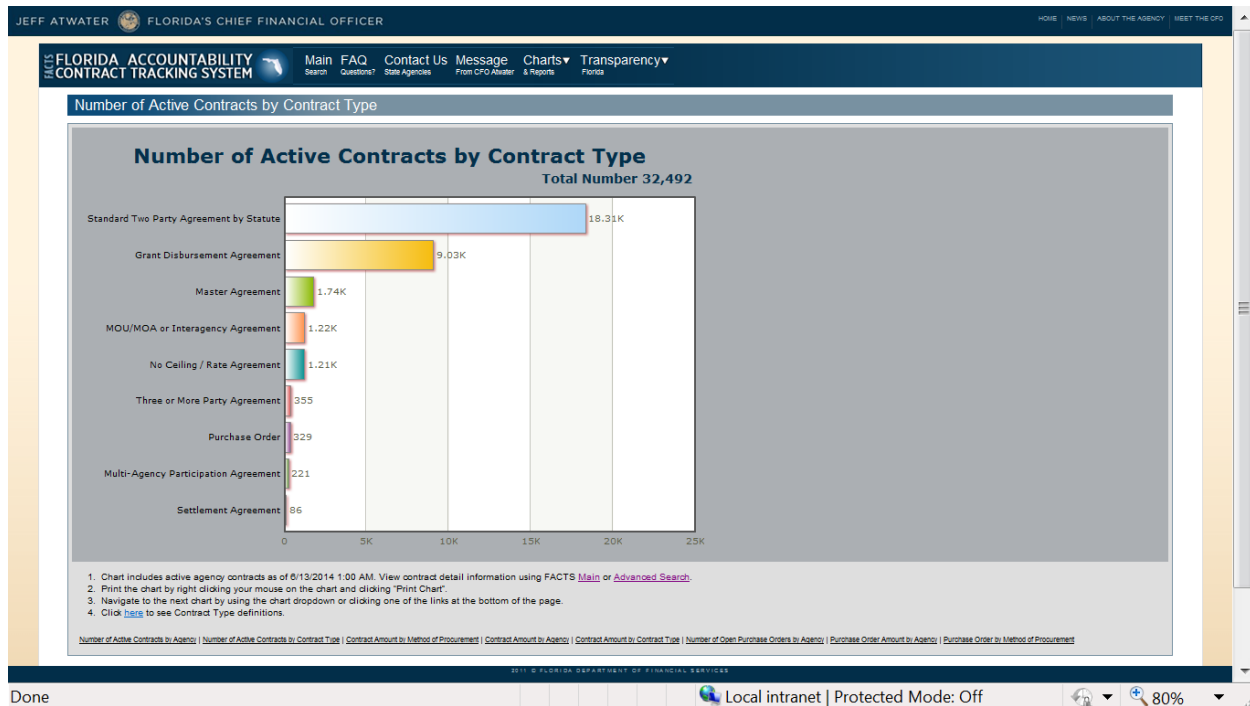 JEFF ATWATER FLORIDA'S CHIEF FINANCIAL OFFICER
HOME | NEWS | ABOUT THE AGENCY | MEET THE CFO
FACTS
FLORIDA ACCOUNTABILITY
CONTRACT TRACKING SYSTEM
Main FAQ Contact Us Message Charts▾ Transparency▾
Search Questions? State Agencies From CFO Atwater & Reports Florida
Number of Active Contracts by Contract Type
Number of Active Contracts by Contract Type
Total Number 32,492
Standard Two Party Agreement by Statute 18.31K
Grant Disbursement Agreement 9.03K
Master Agreement 1.74K
MOU/MOA or Interagency Agreement 1.22K
No Ceiling / Rate Agreement 1.21K
Three or More Party Agreement 355
Purchase Order 329
Multi-Agency Participation Agreement 221
Settlement Agreement 86
0 5K 10K 15K 20K 25K
1. Chart includes active agency contracts as of 6/13/2014 1:00 AM. View contract detail information using FACTS Main or Advanced Search.
2. Print the chart by right clicking your mouse on the chart and clicking "Print Chart".
3. Navigate to the next chart by using the chart dropdown or clicking one of the links at the bottom of the page.
4. Click here to see Contract Type definitions.
Number of Active Contracts by Agency | Number of Active Contracts by Contract Type | Contract Amount by Method of Procurement | Contract Amount by Agency | Contract Amount by Contract Type | Number of Open Purchase Orders by Agency | Purchase Order Amount by Agency | Purchase Order by Method of Procurement
2011 © FLORIDA DEPARTMENT OF FINANCIAL SERVICES
Done
Local intranet | Protected Mode: Off
80%